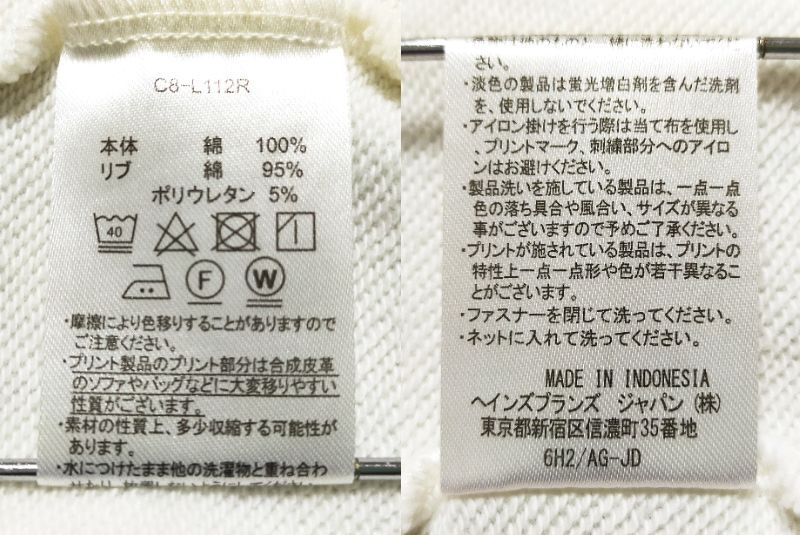 C8-L112R
本体 綿 100%
リブ 綿 95%
ポリウレタン 5%
40
F W
・摩擦により色移りすることがありますので
ご注意ください。
・プリント製品のプリント部分は合成皮革
のソファやバッグなどに大変移りやすい
性質がございます。
・素材の性質上、多少収縮する可能性が
あります。
・水につけたまま他の洗濯物と重ね合わ
さい。
・淡色の製品は蛍光増白剤を含んだ洗剤
を、使用しないでください。
・アイロン掛けを行う際は当て布を使用し、
プリントマーク、刺繍部分へのアイロ
ンはお避けください。
・製品洗いを施している製品は、一点一点
色の落ち具合や風合い、サイズが異なる
事がございますので予めご了承ください。
・プリントが施されている製品は、プリントの
特性上一点一点形や色が若干異なるこ
とがございます。
・ファスナーを閉じて洗ってください。
・ネットに入れて洗ってください。
MADE IN INDONESIA
ヘインズブランズ ジャパン(株)
東京都新宿区信濃町35番地
6H2/AG-JD